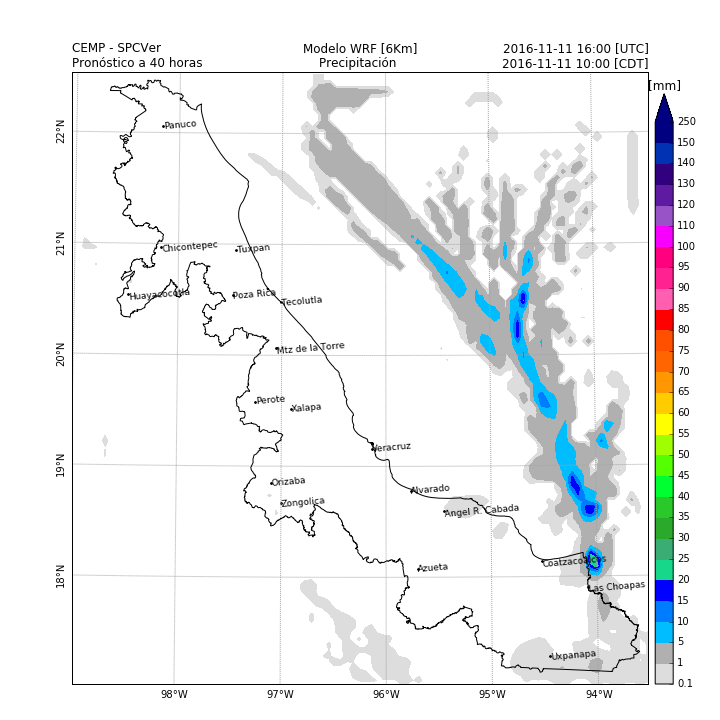 CEMP - SPCVer
Modelo WRF [6Km]
2016-11-11 16:00 [UTC]
Pronóstico a 40 horas
Precipitación
2016-11-11 10:00 [CDT]
[mm]
250
150
140
130
120
110
100
95
90
85
80
75
70
65
60
55
50
45
40
35
30
25
20
15
10
5
1
0.1
22°N
21°N
20°N
19°N
18°N
Panuco
Chicontepec
Tuxpan
Huayacocotla
Poza Rica
Tecolutla
Mtz de la Torre
Perote
Xalapa
Veracruz
Orizaba
Alvarado
Zongolica
Angel R. Cabada
Coatzacoalcos
Azueta
Las Choapas
Uxpanapa
98°W
97°W
96°W
95°W
94°W